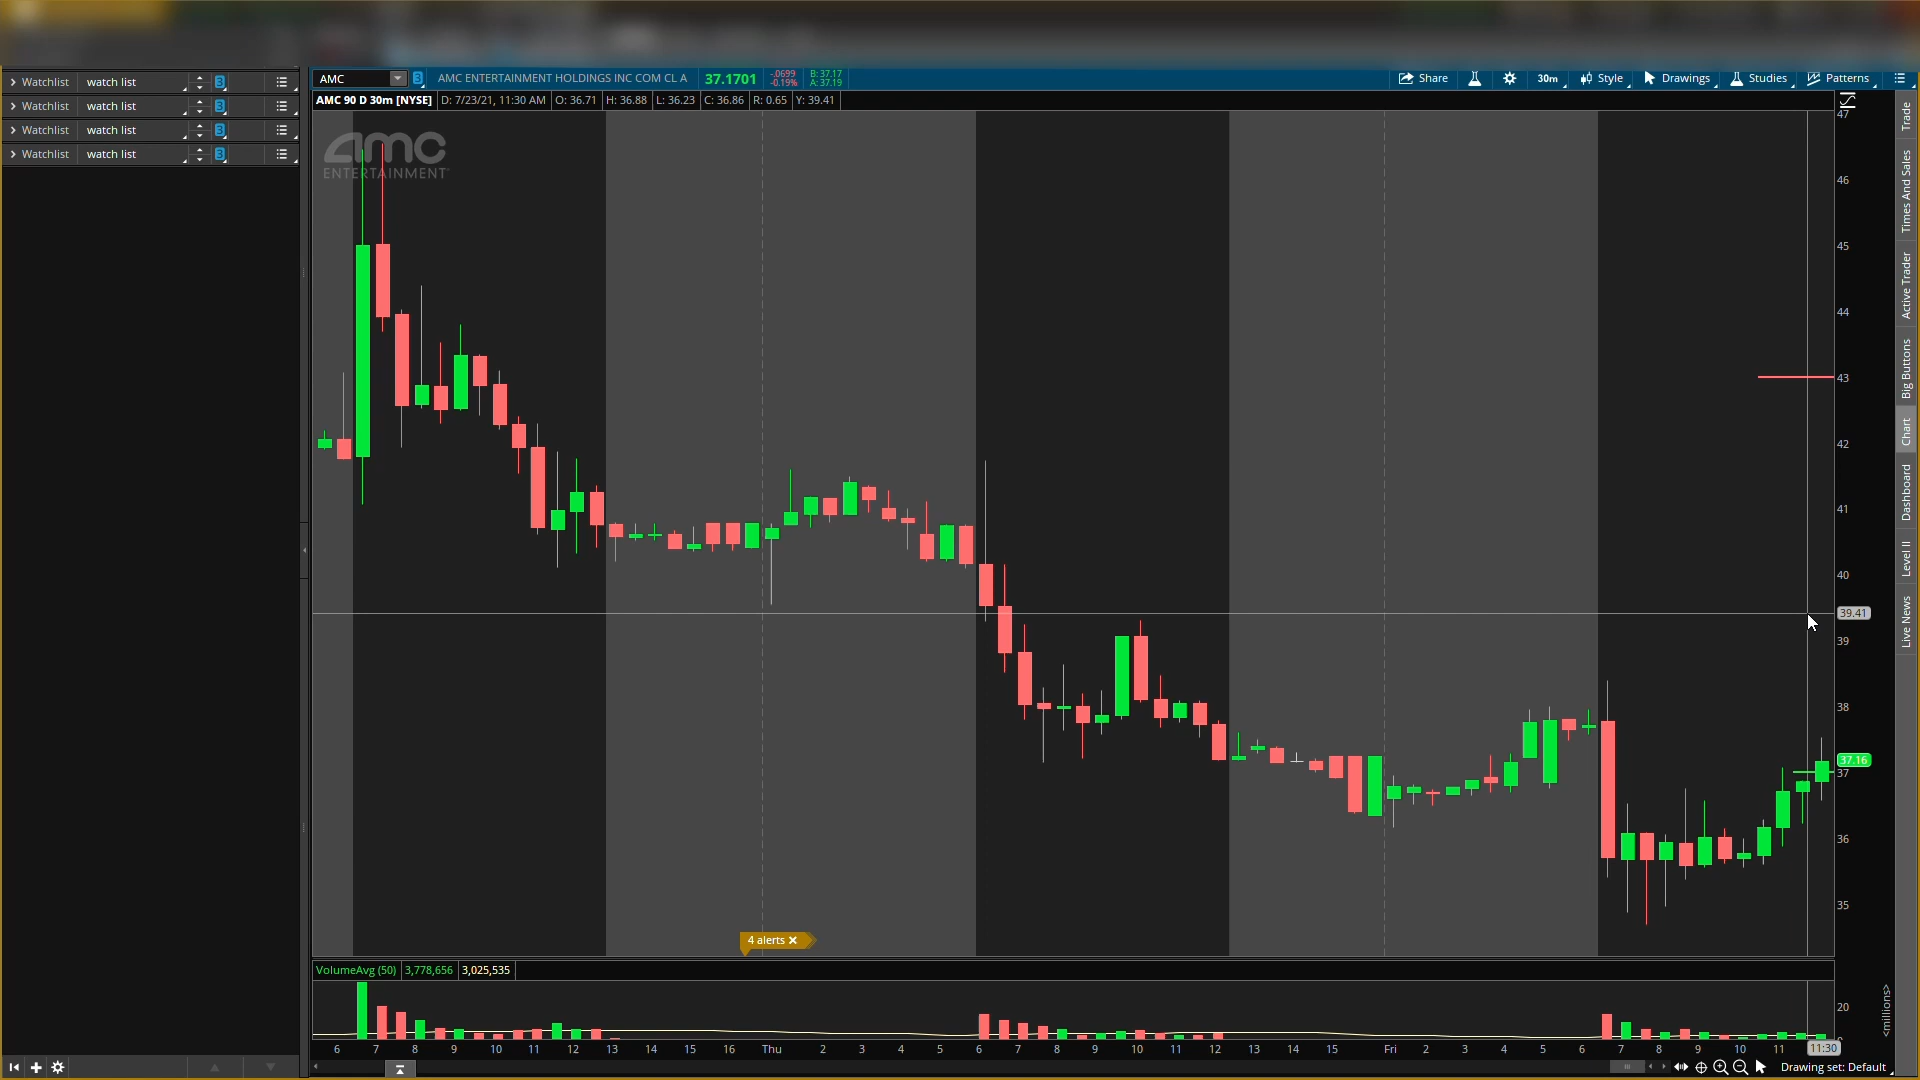 Watchlist watch list 3
Watchlist watch list 3
Watchlist watch list 3
Watchlist watch list 3
AMC 3 AMC ENTERTAINMENT HOLDINGS INC COM CL A 37.1701 -.0699 -0.19% B: 37.17 A: 37.19 Share 30m Style Drawings Studies Patterns
AMC 90 D 30m [NYSE] D: 7/23/21, 11:30 AM O: 36.71 H: 36.88 L: 36.23 C: 36.86 R: 0.65 Y: 39.41
amc
ENTERTAINMENT
47
46
45
44
43
42
41
40
39.41
39
38
37.16
37
36
35
4 alerts
VolumeAvg (50) 3,778,656 3,025,535
20
<millions>
6 7 8 9 10 11 12 13 14 15 16 Thu 2 3 4 5 6 7 8 9 10 11 12 13 14 15 Fri 2 3 4 5 6 7 8 9 10 11 11:30
Drawing set: Default
Trade
Times And Sales
Active Trader
Big Buttons
Chart
Dashboard
Level II
Live News